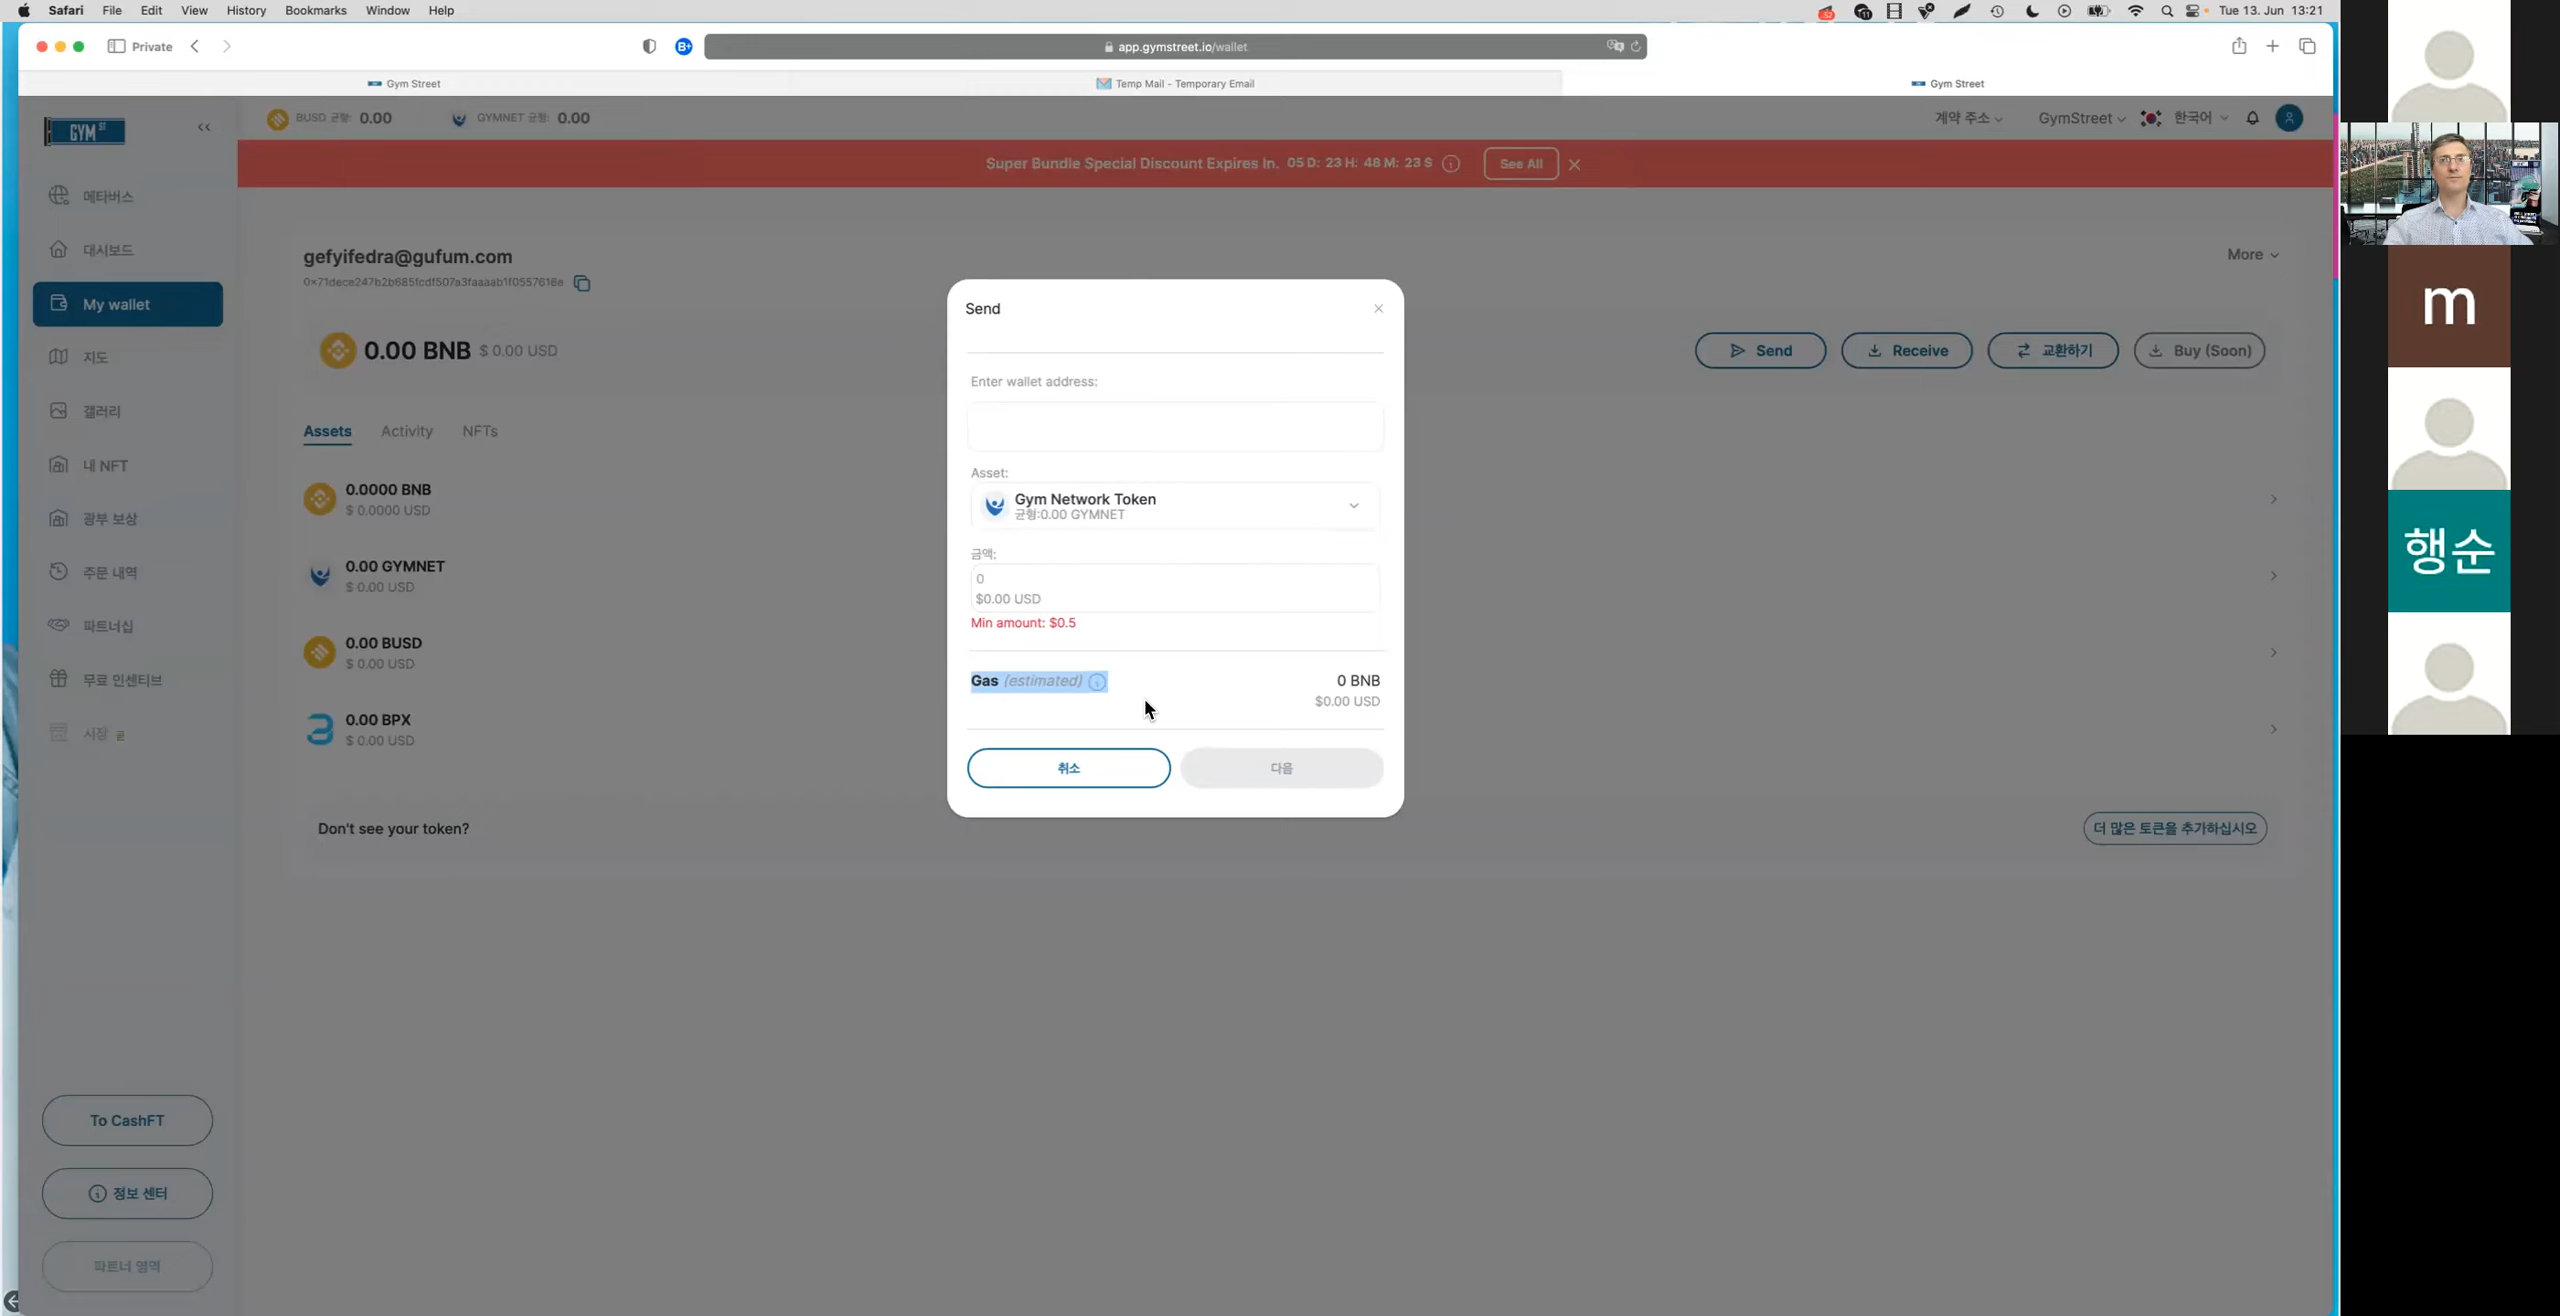 Safari File Edit View History Bookmarks Window Help
Tue 13. Jun 13:21
Private
app.gymstreet.io/wallet
Gym Street
Temp Mail - Temporary Email
Gym Street
GYM ST
BUSD 균형: 0.00
GYMNET 균형: 0.00
계약 주소
GymStreet
한국어
Super Bundle Special Discount Expires In. 05 D: 23 H: 48 M: 23 S
See All
메타버스
대시보드
My wallet
지도
갤러리
내 NFT
광부 보상
주문 내역
파트너십
무료 인센티브
시장 곧
To CashFT
정보 센터
파트너 영역
gefyifedra@gufum.com
0x71dece247b2b685fcdf507a3faaaab1f0557616e
More
0.00 BNB $ 0.00 USD
Send
Receive
교환하기
Buy (Soon)
Assets
Activity
NFTs
0.0000 BNB
$ 0.0000 USD
0.00 GYMNET
$ 0.00 USD
0.00 BUSD
$ 0.00 USD
0.00 BPX
$ 0.00 USD
Don't see your token?
더 많은 토큰을 추가하십시오
Send
Enter wallet address:
Asset:
Gym Network Token
균형:0.00 GYMNET
금액:
0
$0.00 USD
Min amount: $0.5
Gas (estimated)
0 BNB
$0.00 USD
취소
다음
m
행순